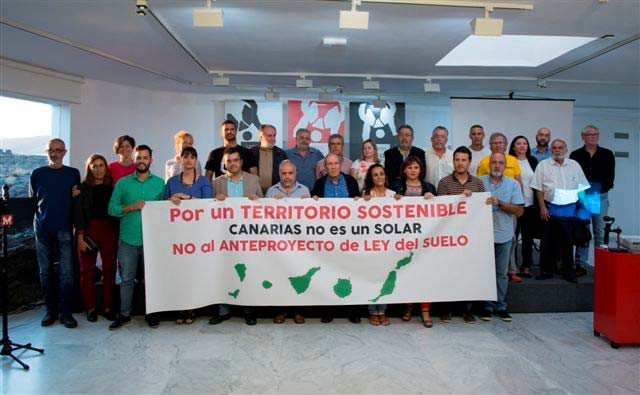 Por un TERRITORIO SOSTENIBLE
CANARIAS no es un SOLAR
NO al ANTEPROYECTO de LEY del SUELO